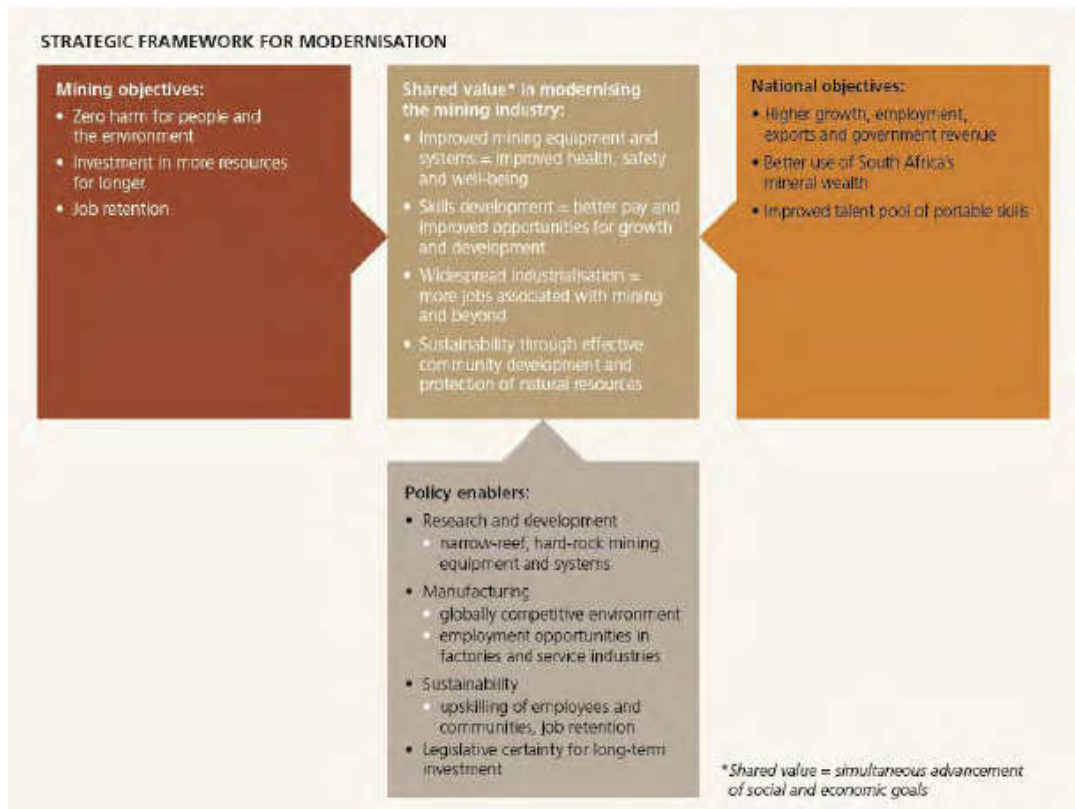 STRATEGIC FRAMEWORK FOR MODERNISATION
Mining objectives:
• Zero harm for people and
the environment
• Investment in more resources
for longer
• Job retention
Shared value* in modernising
the mining industry:
• Improved mining equipment and
systems = improved health, safety
and well-being
• Skills development = better pay and
improved opportunities for growth
and development
• Widespread industrialisation =
more jobs associated with mining
and beyond
• Sustainability through effective
community development and
protection of natural resources
National objectives:
• Higher growth, employment,
exports and government revenue
• Better use of South Africa's
mineral wealth
• Improved talent pool of portable skills
Policy enablers:
• Research and development
• narrow-reef, hard-rock mining
equipment and systems
• Manufacturing
• globally competitive environment
• employment opportunities in
factories and service industries
• Sustainability
• upskilling of employees and
communities, job retention
• Legislative certainty for long-term
investment
*Shared value = simultaneous advancement
of social and economic goals